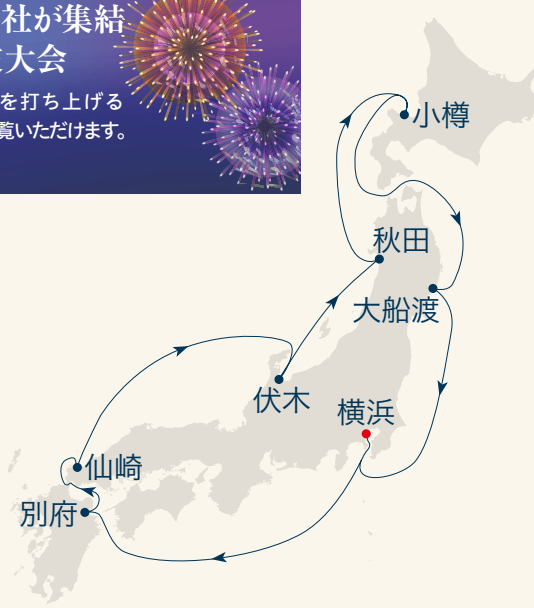 社が集結
大会
を打ち上げる
覧いただけます。
小樽
秋田
大船渡
伏木
横浜
仙崎
別府